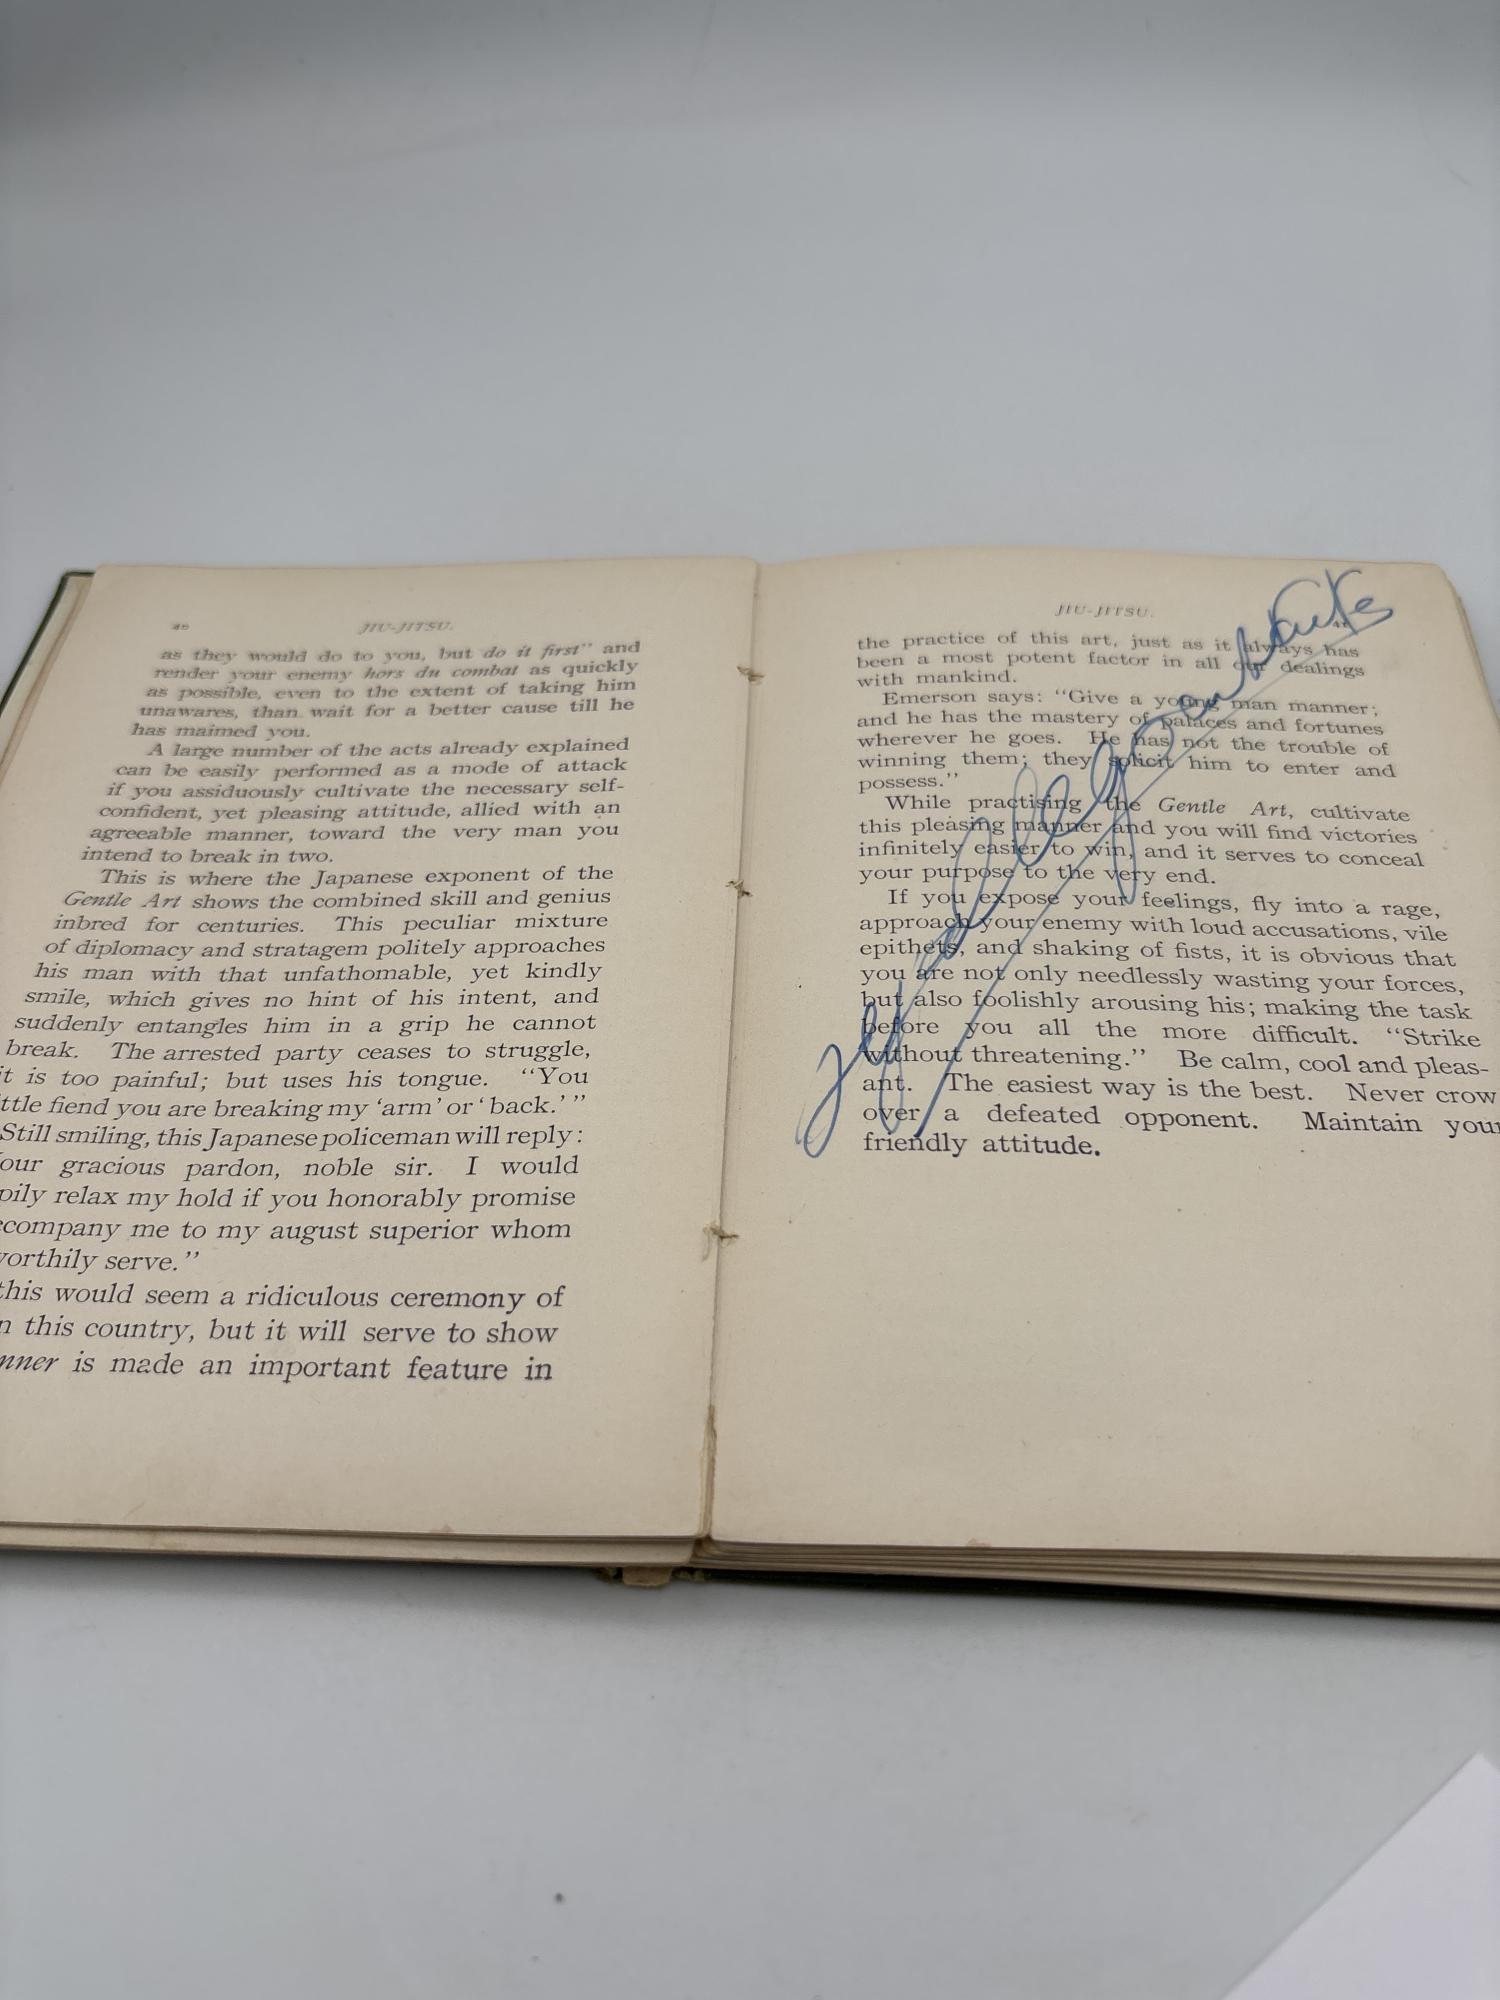 40
JIU-JITSU.
as they would do to you, but do it first" and
render your enemy hors du combat as quickly
as possible, even to the extent of taking him
unawares, than wait for a better cause till he
has maimed you.
A large number of the acts already explained
can be easily performed as a mode of attack
if you assiduously cultivate the necessary self-
confident, yet pleasing attitude, allied with an
agreeable manner, toward the very man you
intend to break in two.
This is where the Japanese exponent of the
Gentle Art shows the combined skill and genius
inbred for centuries. This peculiar mixture
of diplomacy and stratagem politely approaches
his man with that unfathomable, yet kindly
smile, which gives no hint of his intent, and
suddenly entangles him in a grip he cannot
break. The arrested party ceases to struggle,
it is too painful; but uses his tongue. "You
ttle fiend you are breaking my 'arm' or 'back.'"
Still smiling, this Japanese policeman will reply:
our gracious pardon, noble sir. I would
pily relax my hold if you honorably promise
ccompany me to my august superior whom
vorthily serve."
this would seem a ridiculous ceremony of
n this country, but it will serve to show
nner is made an important feature in
JIU-JITSU.
the practice of this art, just as it always has
been a most potent factor in all our dealings
with mankind.
Emerson says: "Give a young man manner;
and he has the mastery of palaces and fortunes
wherever he goes. He has not the trouble of
winning them; they solicit him to enter and
possess."
While practising the Gentle Art, cultivate
this pleasing manner and you will find victories
infinitely easier to win, and it serves to conceal
your purpose to the very end.
If you expose your feelings, fly into a rage,
approach your enemy with loud accusations, vile
epithets, and shaking of fists, it is obvious that
you are not only needlessly wasting your forces,
but also foolishly arousing his; making the task
before you all the more difficult. "Strike
without threatening." Be calm, cool and pleas-
ant. The easiest way is the best. Never crow
over a defeated opponent. Maintain your
friendly attitude.